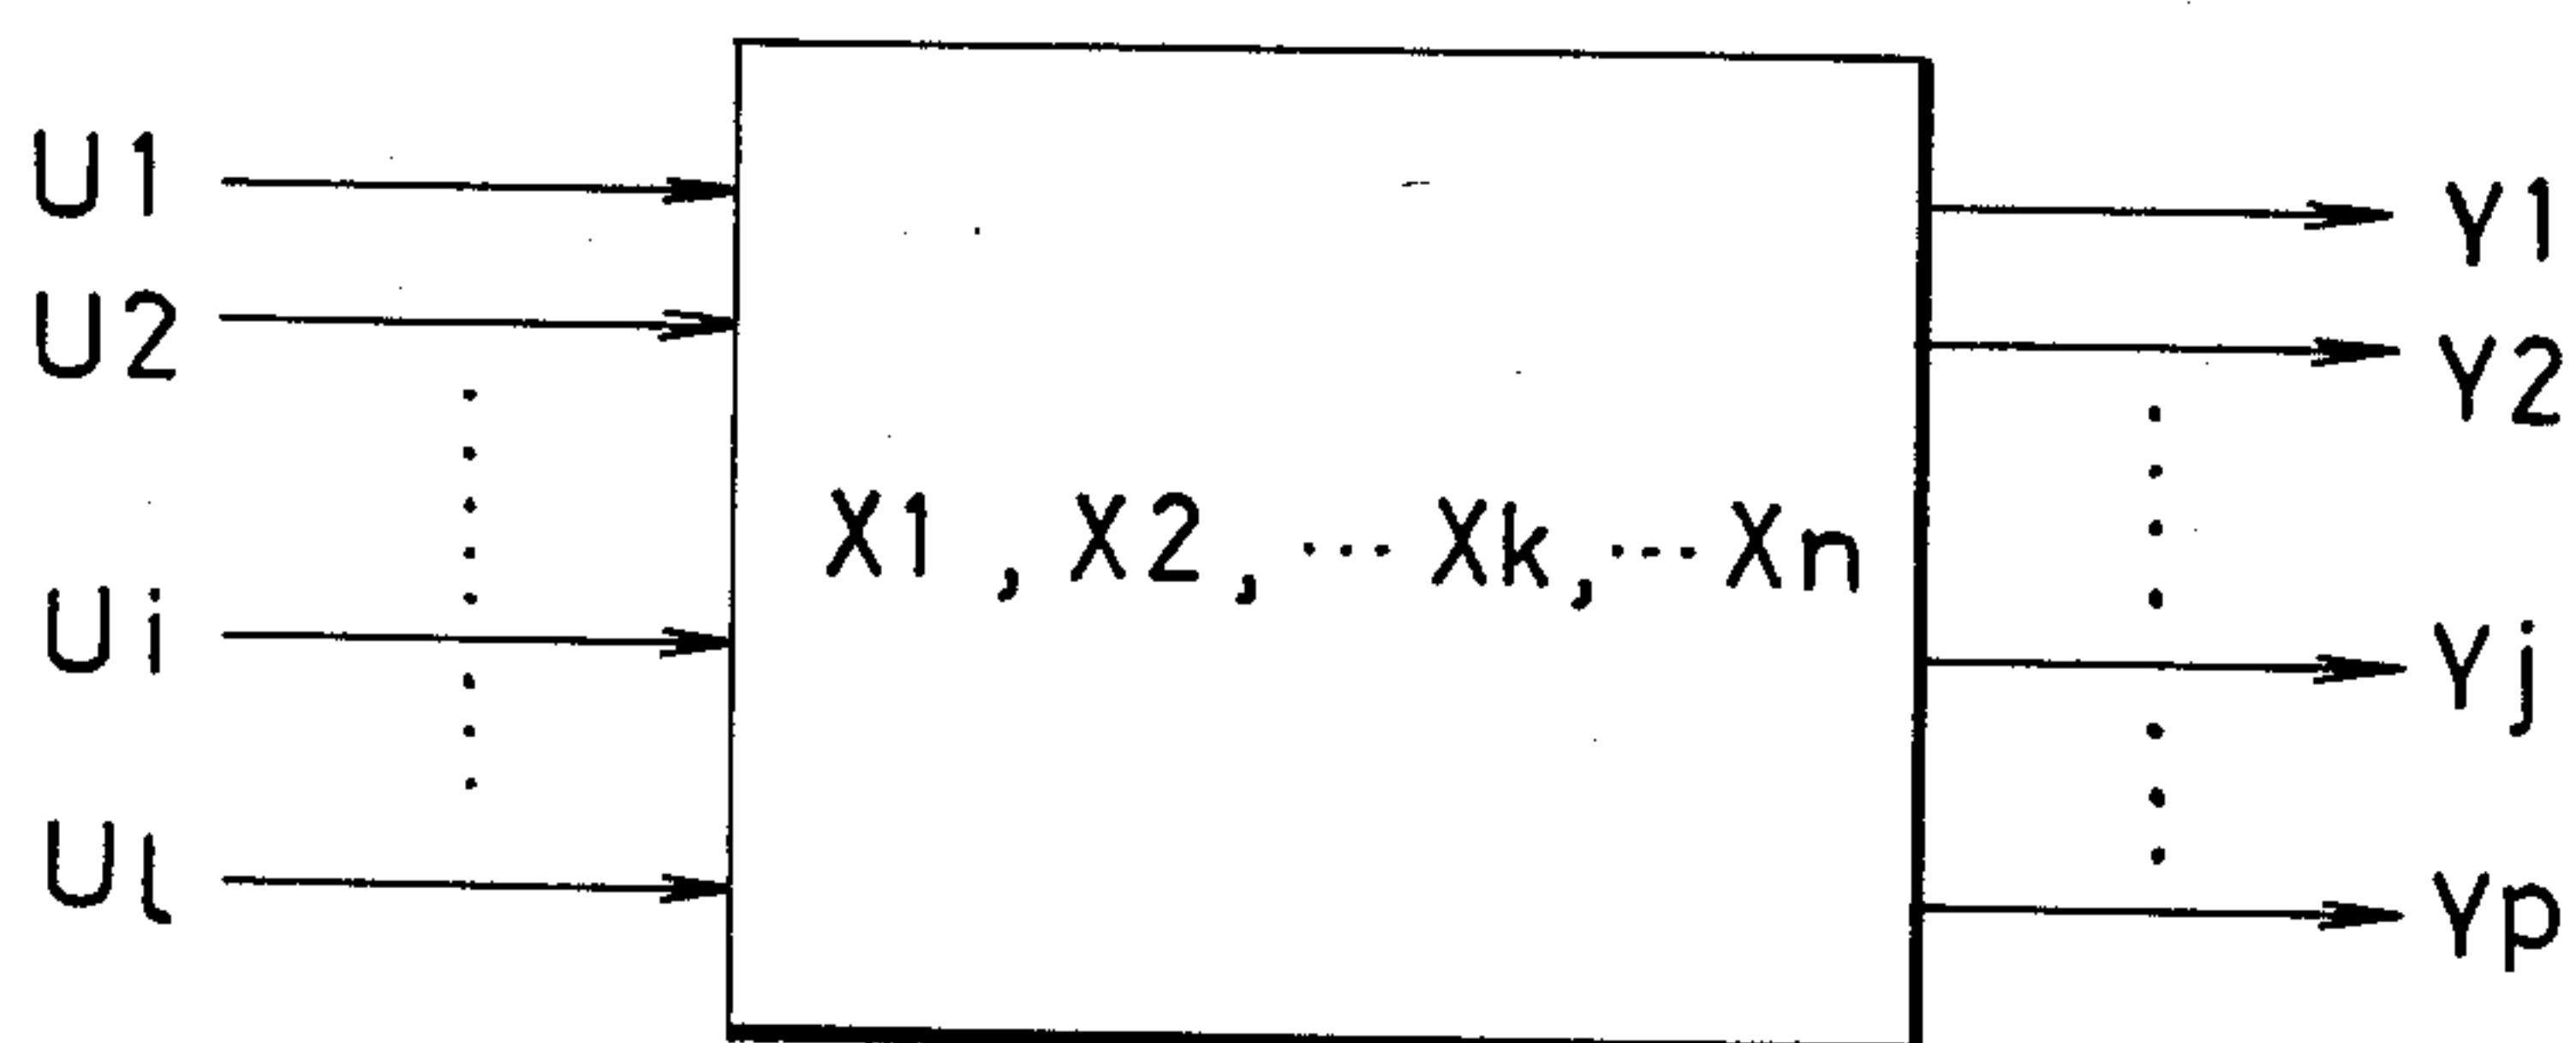 U1
U2
Ui
Ul
X1 , X2, ··· Xk, ··· Xn
Y1
Y2
Yj
Yp